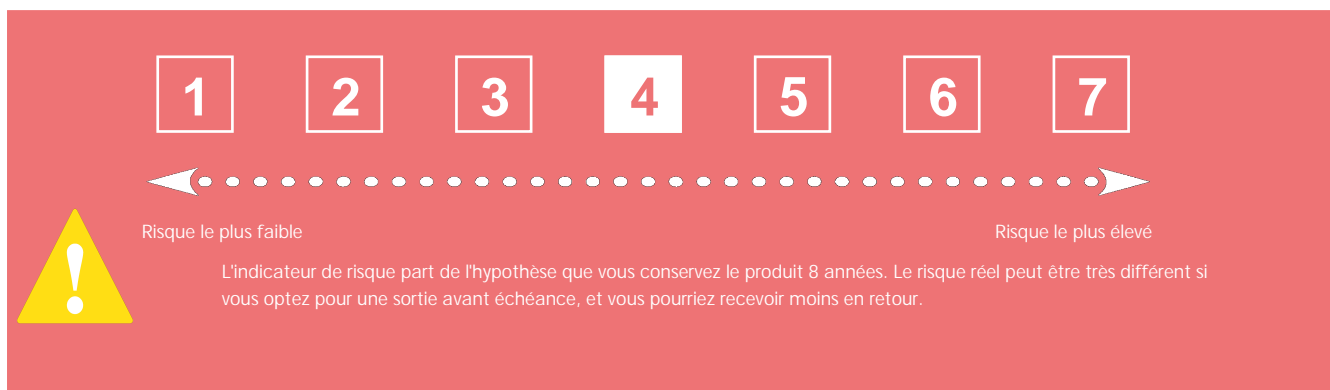 1 2 3 4 5 6 7
Risque le plus faible Risque le plus élevé
!
L'indicateur de risque part de l'hypothèse que vous conservez le produit 8 années. Le risque réel peut être très différent si
vous optez pour une sortie avant échéance, et vous pourriez recevoir moins en retour.